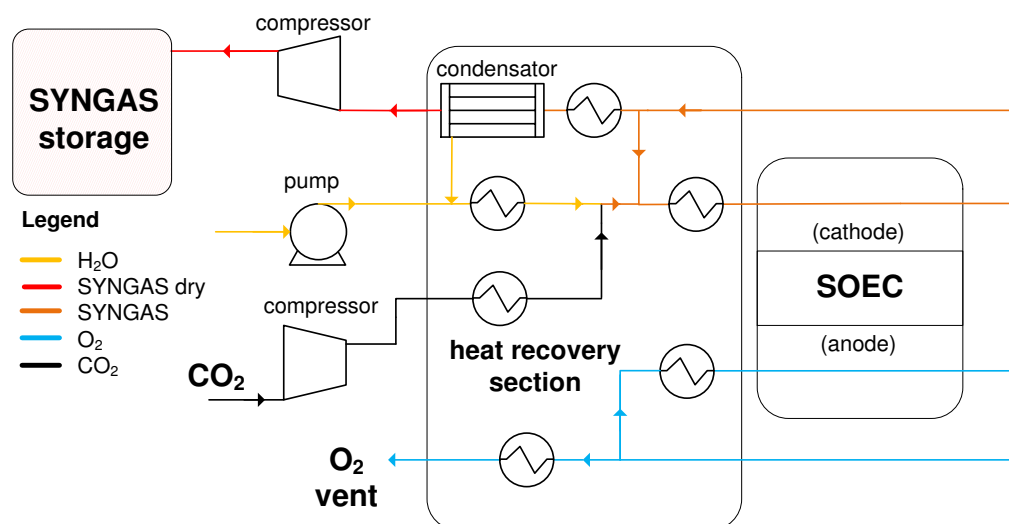 compressor
SYNGAS
storage
condensator
pump
Legend
H₂O
SYNGAS dry
SYNGAS
O₂
CO₂
compressor
CO₂
heat recovery
section
(cathode)
SOEC
(anode)
O₂
vent